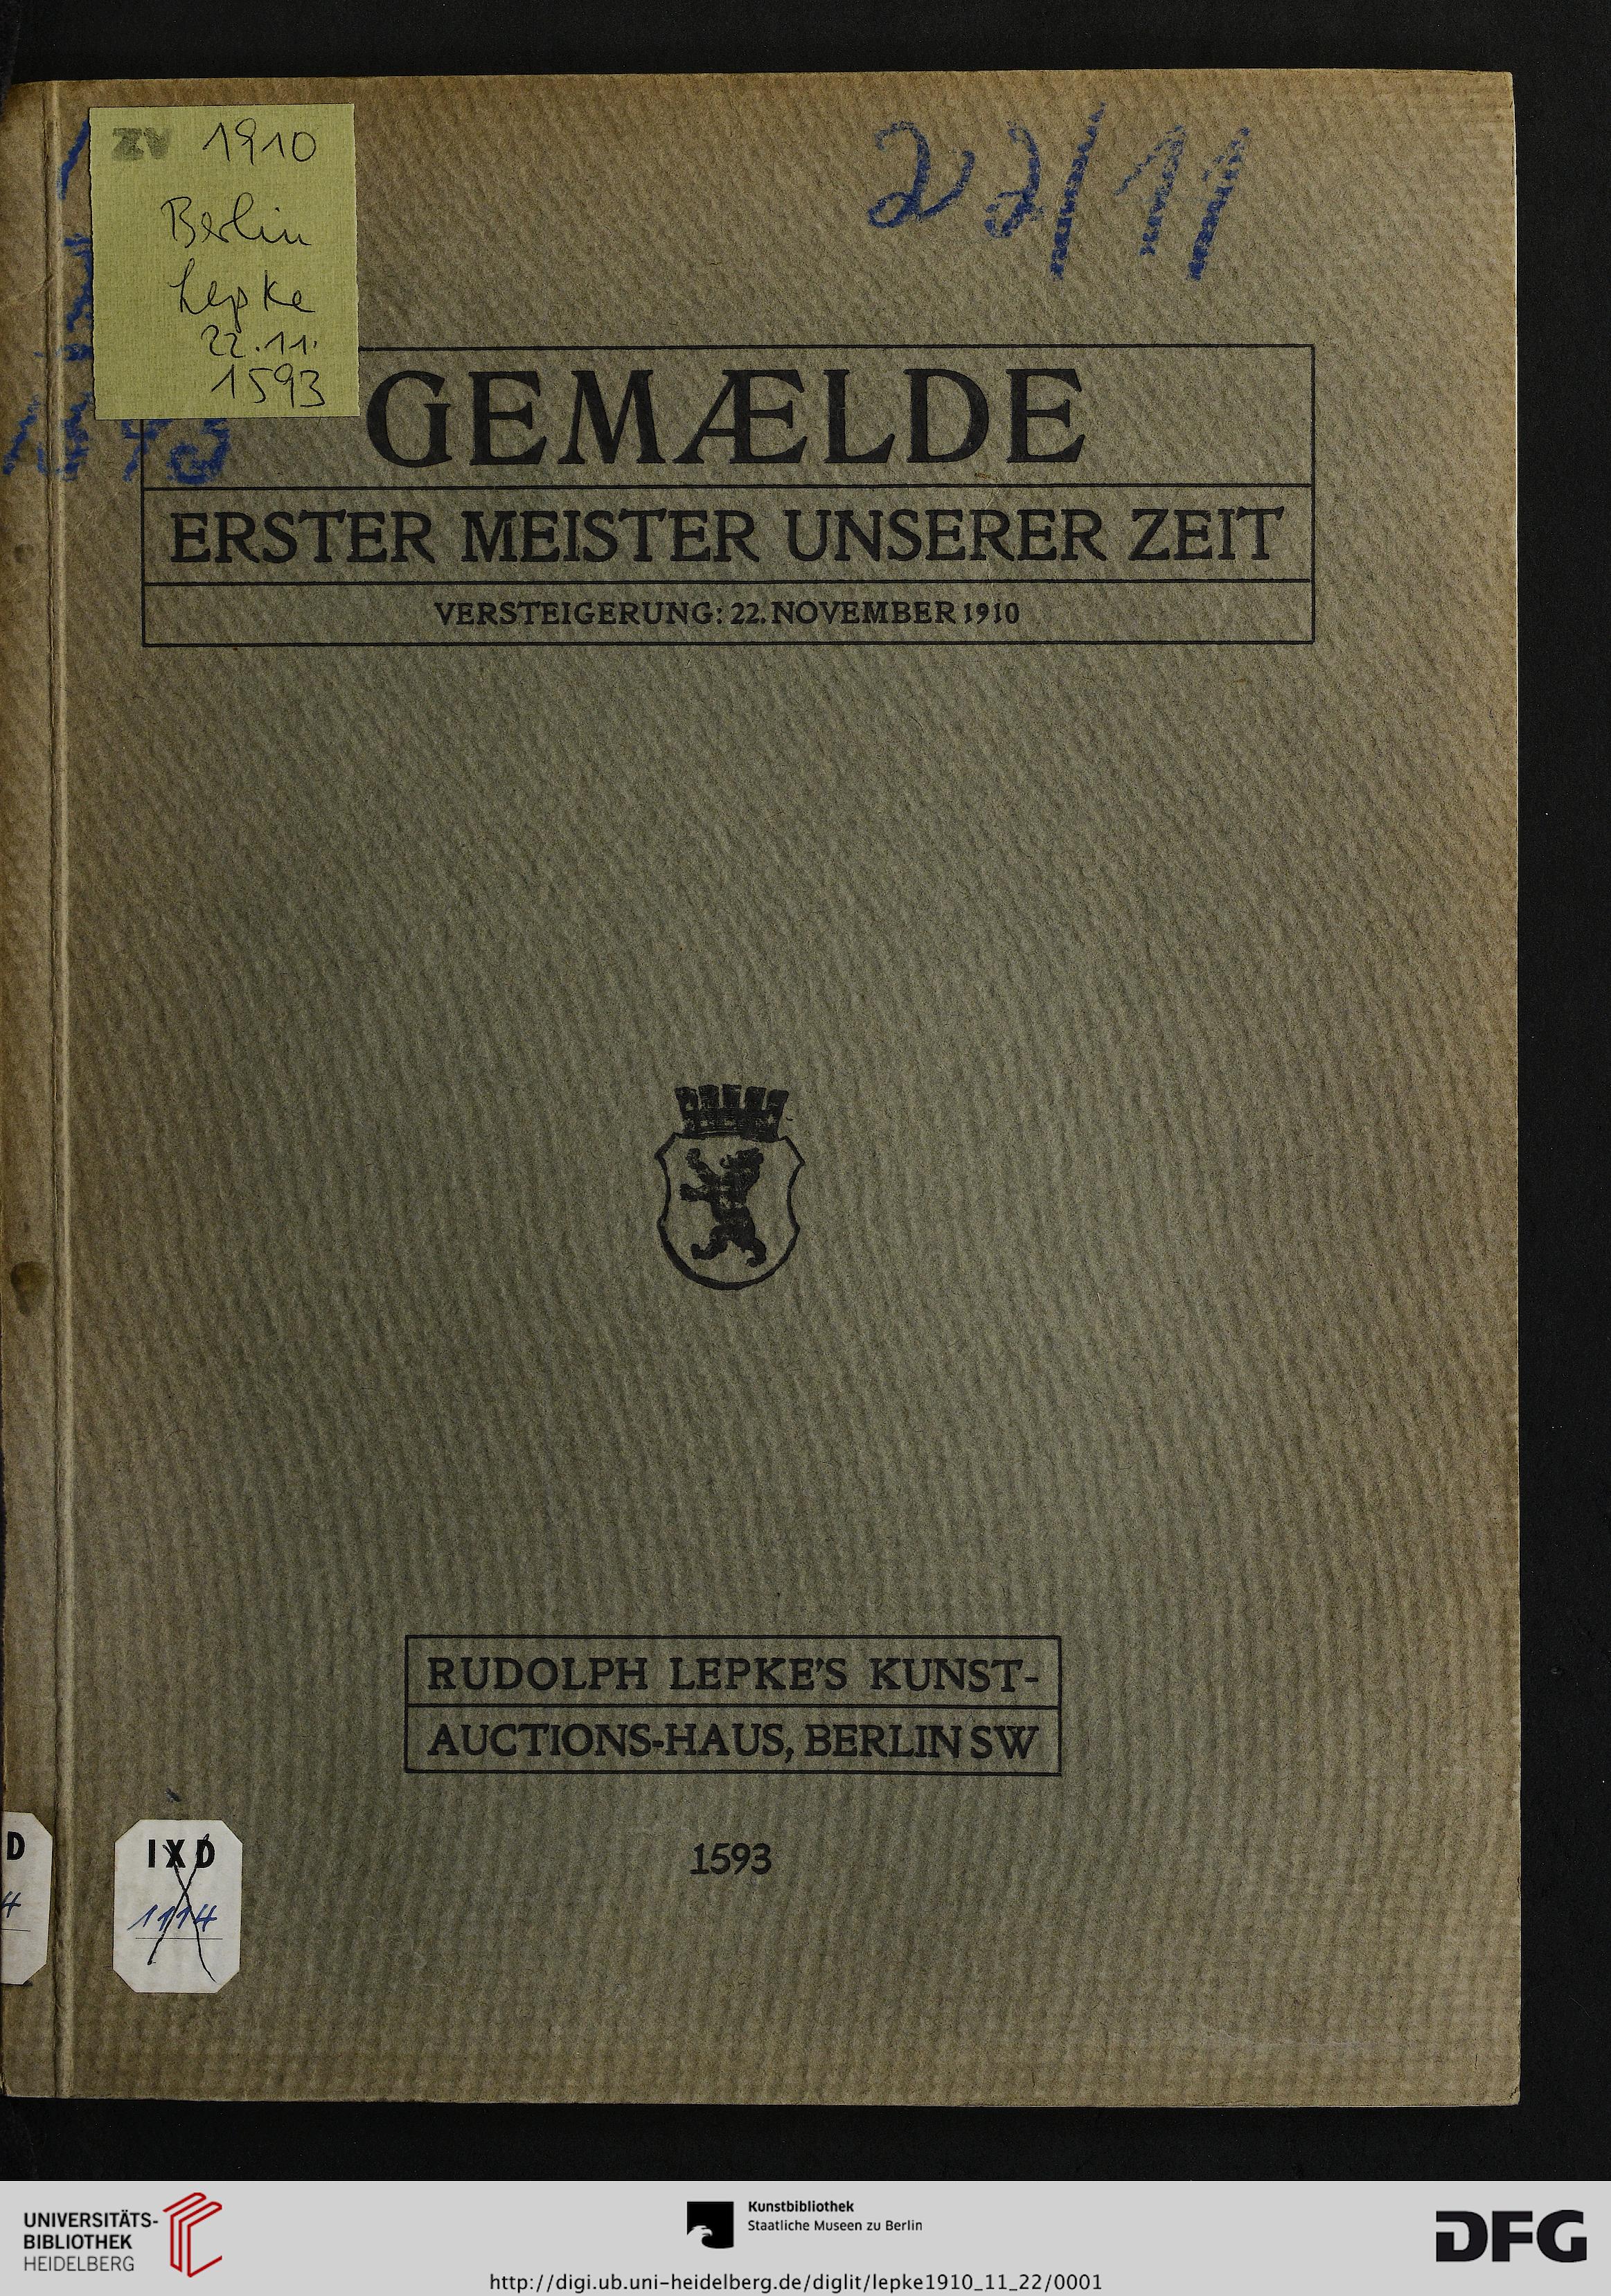 ZV 1910
Berlin
Lepke
22.11.
1593
22/11
GEMÆLDE
ERSTER MEISTER UNSERER ZEIT
VERSTEIGERUNG: 22. NOVEMBER 1910
RUDOLPH LEPKE'S KUNST-
AUCTIONS-HAUS, BERLIN SW
1593
D
4
IXD
1114
UNIVERSITÄTS-
BIBLIOTHEK
HEIDELBERG
Kunstbibliothek
Staatliche Museen zu Berlin
DFG
http://digi.ub.uni-heidelberg.de/diglit/lepke1910_11_22/0001